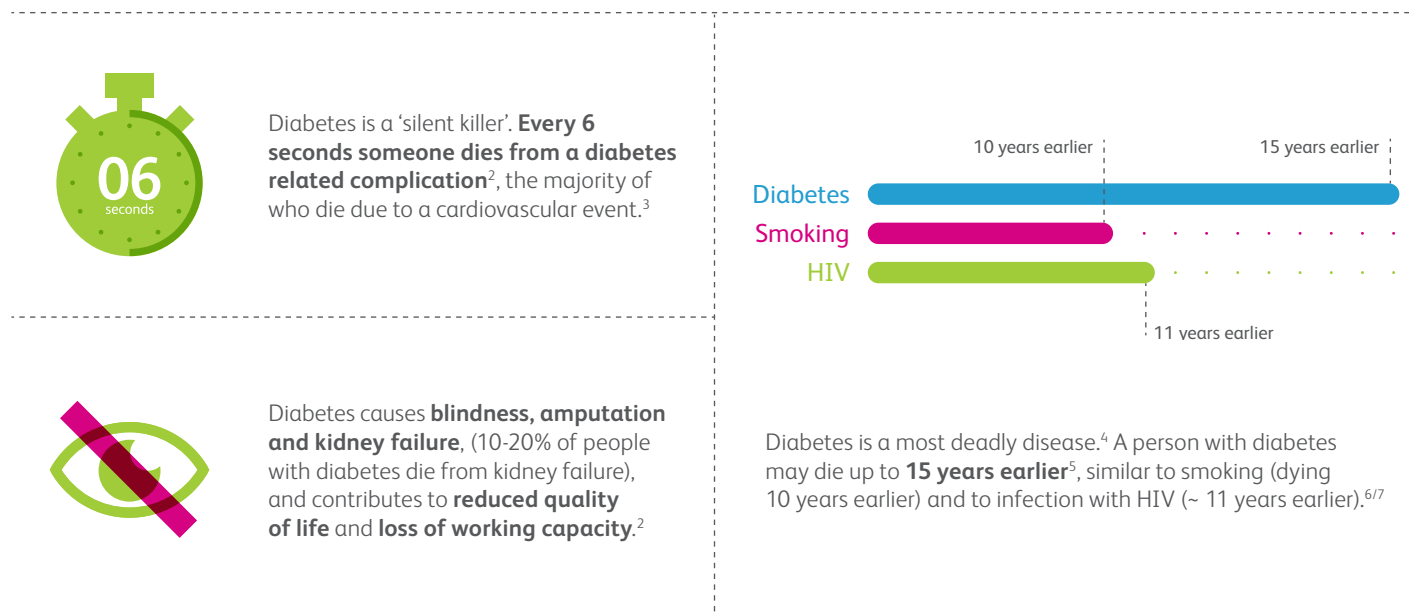 06
seconds
Diabetes is a ‘silent killer’. Every 6
seconds someone dies from a diabetes
related complication², the majority of
who die due to a cardiovascular event.³
Diabetes causes blindness, amputation
and kidney failure, (10-20% of people
with diabetes die from kidney failure),
and contributes to reduced quality
of life and loss of working capacity.²
10 years earlier
15 years earlier
Diabetes
Smoking
HIV
11 years earlier
Diabetes is a most deadly disease.⁴ A person with diabetes
may die up to 15 years earlier⁵, similar to smoking (dying
10 years earlier) and to infection with HIV (~ 11 years earlier).⁶/⁷